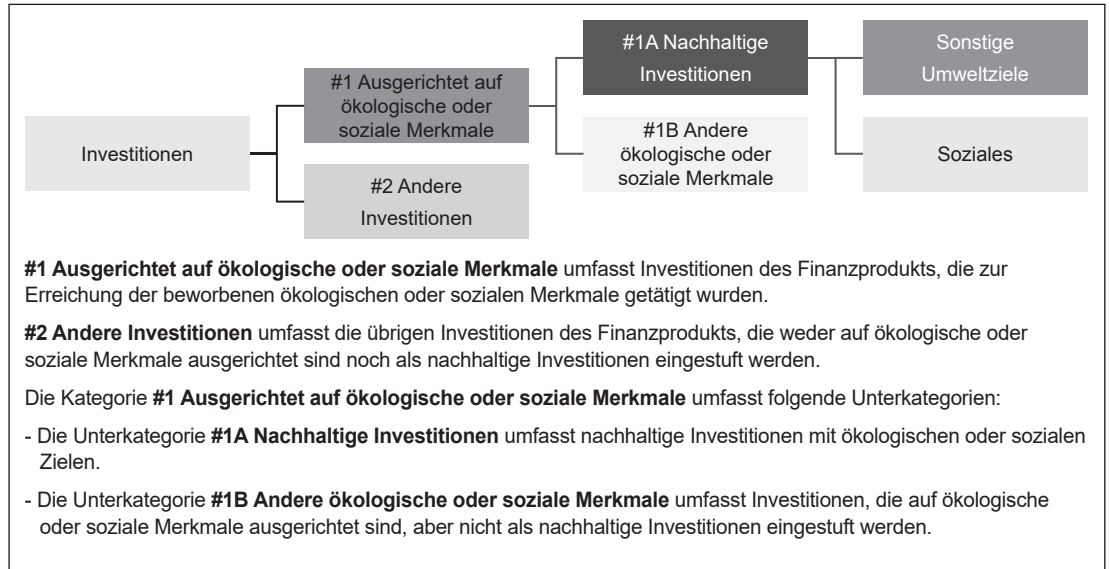 #1A Nachhaltige
Investitionen
Sonstige
Umweltziele
#1 Ausgerichtet auf
ökologische oder
soziale Merkmale
#1B Andere
ökologische oder
soziale Merkmale
Investitionen
Soziales
#2 Andere
Investitionen
#1 Ausgerichtet auf ökologische oder soziale Merkmale umfasst Investitionen des Finanzprodukts, die zur
Erreichung der beworbenen ökologischen oder sozialen Merkmale getätigt wurden.
#2 Andere Investitionen umfasst die übrigen Investitionen des Finanzprodukts, die weder auf ökologische oder
soziale Merkmale ausgerichtet sind noch als nachhaltige Investitionen eingestuft werden.
Die Kategorie #1 Ausgerichtet auf ökologische oder soziale Merkmale umfasst folgende Unterkategorien:
- Die Unterkategorie #1A Nachhaltige Investitionen umfasst nachhaltige Investitionen mit ökologischen oder sozialen
Zielen.
- Die Unterkategorie #1B Andere ökologische oder soziale Merkmale umfasst Investitionen, die auf ökologische
oder soziale Merkmale ausgerichtet sind, aber nicht als nachhaltige Investitionen eingestuft werden.